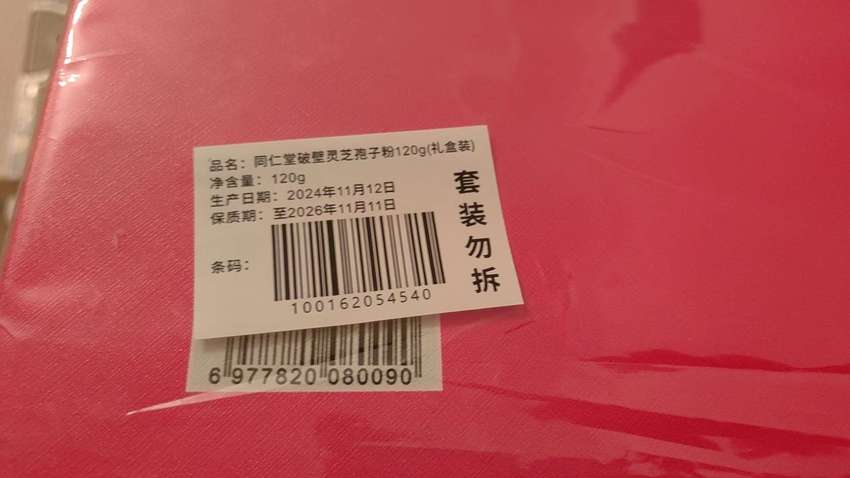 品名：同仁堂破壁灵芝孢子粉120g(礼盒装)
净含量：120g
生产日期：2024年11月12日
保质期：至2026年11月11日
条码：
100162054540
套装勿拆
6 977820 080090